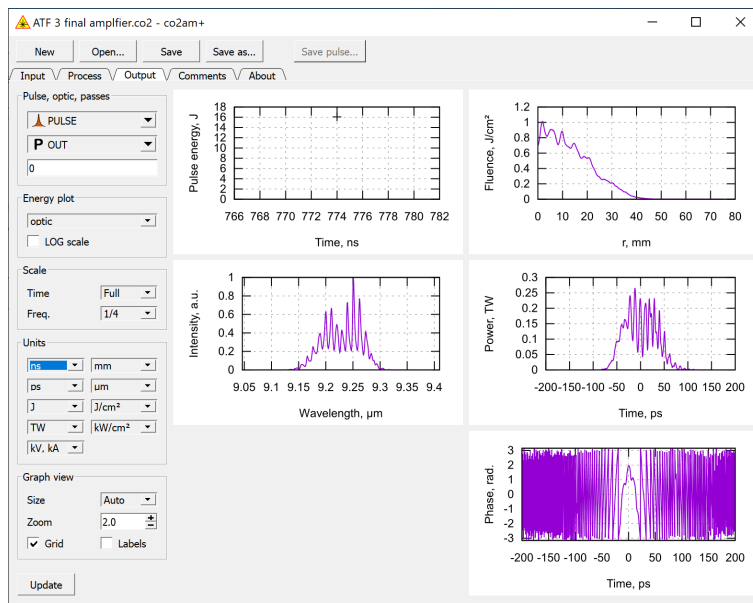 ATF 3 final amplfier.co2 - co2am+
New Open... Save Save as... Save pulse...
Input Process Output Comments About
Pulse, optic, passes
PULSE
P OUT
0
Energy plot
optic
LOG scale
Scale
Time Full
Freq. 1/4
Units
ns mm
ps um
J J/cm²
TW kW/cm²
kV, kA
Graph view
Size Auto
Zoom 2.0
Grid Labels
Update
Pulse energy, J
18
16
14
12
10
8
6
4
2
0
766 768 770 772 774 776 778 780 782
Time, ns
Fluence, J/cm²
1.2
1
0.8
0.6
0.4
0.2
0
0 10 20 30 40 50 60 70 80
r, mm
Intensity, a.u.
1
0.8
0.6
0.4
0.2
0
9.05 9.1 9.15 9.2 9.25 9.3 9.35 9.4
Wavelength, µm
Power, TW
0.3
0.25
0.2
0.15
0.1
0.05
0
-200 -150 -100 -50 0 50 100 150 200
Time, ps
Phase, rad.
3
2
1
0
-1
-2
-3
-200 -150 -100 -50 0 50 100 150 200
Time, ps